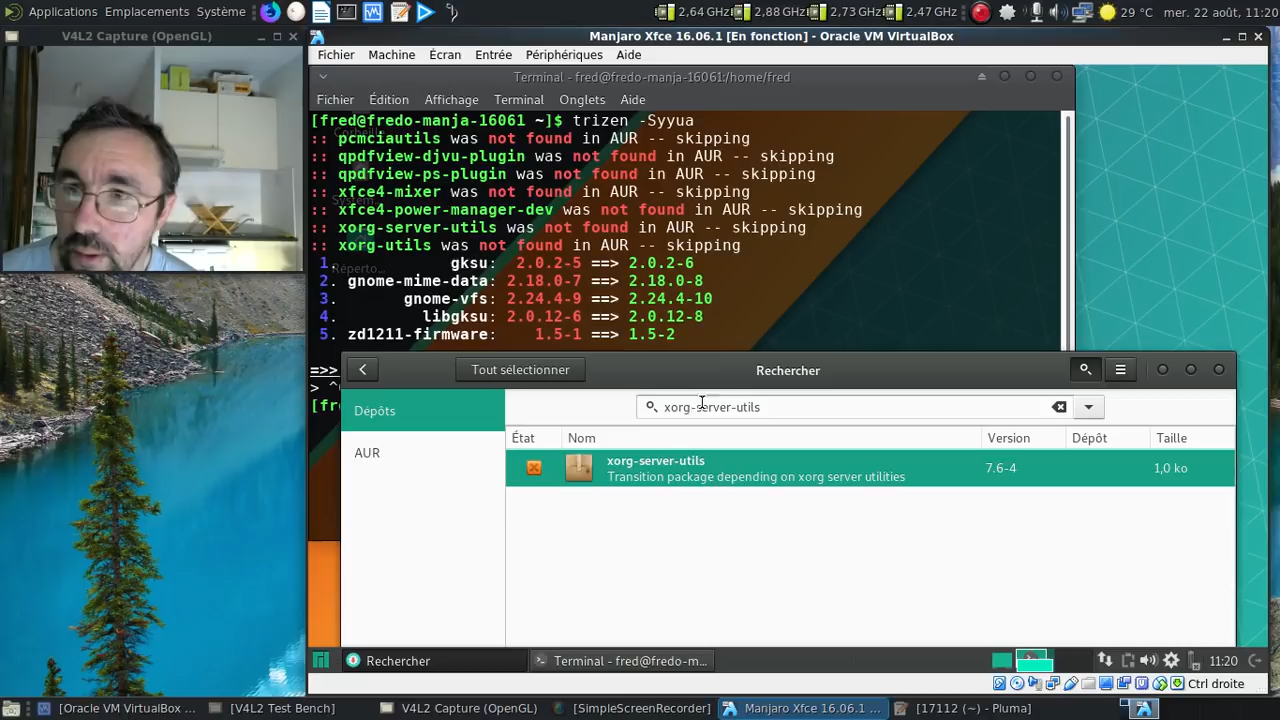 Applications Emplacements Système
2,64 GHz 2,88 GHz 2,73 GHz 2,47 GHz
29 °C mer. 22 août, 11:20
V4L2 Capture (OpenGL)
Manjaro Xfce 16.06.1 [En fonction] - Oracle VM VirtualBox
Fichier Machine Écran Entrée Périphériques Aide
Terminal - fred@fredo-manja-16061:/home/fred
Fichier Édition Affichage Terminal Onglets Aide
[fred@fredo-manja-16061 ~]$ trizen -Syyua
:: pcmciautils was not found in AUR -- skipping
:: qpdfview-djvu-plugin was not found in AUR -- skipping
:: qpdfview-ps-plugin was not found in AUR -- skipping
:: xfce4-mixer was not found in AUR -- skipping
:: xfce4-power-manager-dev was not found in AUR -- skipping
:: xorg-server-utils was not found in AUR -- skipping
:: xorg-utils was not found in AUR -- skipping
1. gksu: 2.0.2-5 ==> 2.0.2-6
2. gnome-mime-data: 2.18.0-7 ==> 2.18.0-8
3. gnome-vfs: 2.24.4-9 ==> 2.24.4-10
4. libgksu: 2.0.12-6 ==> 2.0.12-8
5. zd1211-firmware: 1.5-1 ==> 1.5-2
=>>
> ^
[fr
Tout sélectionner
Rechercher
Dépôts
AUR
xorg-server-utils
État Nom Version Dépôt Taille
xorg-server-utils
Transition package depending on xorg server utilities
7.6-4 1,0 ko
Rechercher
Terminal - fred@fredo-m...
11:20
Ctrl droite
[Oracle VM VirtualBox ...
[V4L2 Test Bench]
V4L2 Capture (OpenGL)
[SimpleScreenRecorder]
Manjaro Xfce 16.06.1 ...
[17112 (~) - Pluma]